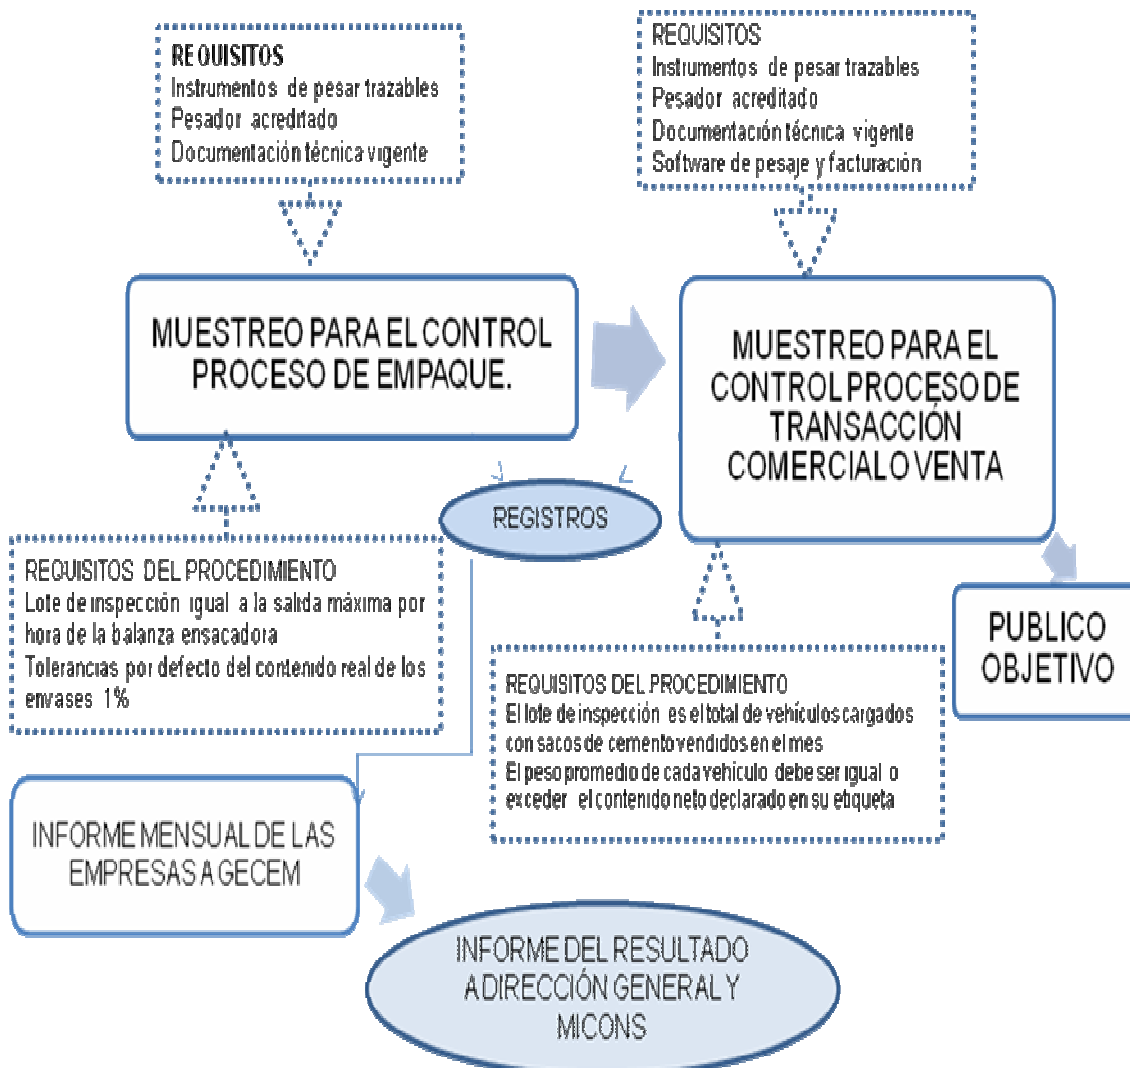 REQUISITOS
Instrumentos de pesar trazables
Pesador acreditado
Documentación técnica vigente
REQUISITOS
Instrumentos de pesar trazables
Pesador acreditado
Documentación técnica vigente
Software de pesaje y facturación
MUESTREO PARA EL CONTROL
PROCESO DE EMPAQUE.
MUESTREO PARA EL
CONTROL PROCESO DE
TRANSACCIÓN
COMERCIAL O VENTA
REGISTROS
REQUISITOS DEL PROCEDIMIENTO
Lote de inspección igual a la salida máxima por
hora de la balanza ensacadora
Tolerancias por defecto del contenido real de los
envases 1%
PUBLICO
OBJETIVO
REQUISITOS DEL PROCEDIMIENTO
El lote de inspección es el total de vehículos cargados
con sacos de cemento vendidos en el mes
El peso promedio de cada vehículo debe ser igual o
exceder el contenido neto declarado en su etiqueta
INFORME MENSUAL DE LAS
EMPRESAS A GECEM
INFORME DEL RESULTADO
A DIRECCIÓN GENERAL Y
MICONS